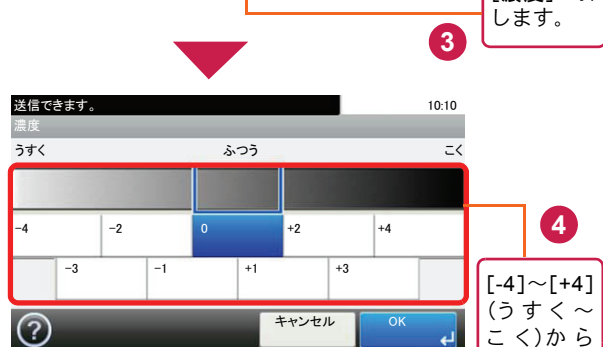 します。
3
送信できます。 10:10
濃度
うすく ふつう こく
-4 -2 0 +2 +4
-3 -1 +1 +3
? キャンセル OK
4
[-4]～[+4]
(うすく～
こく)から